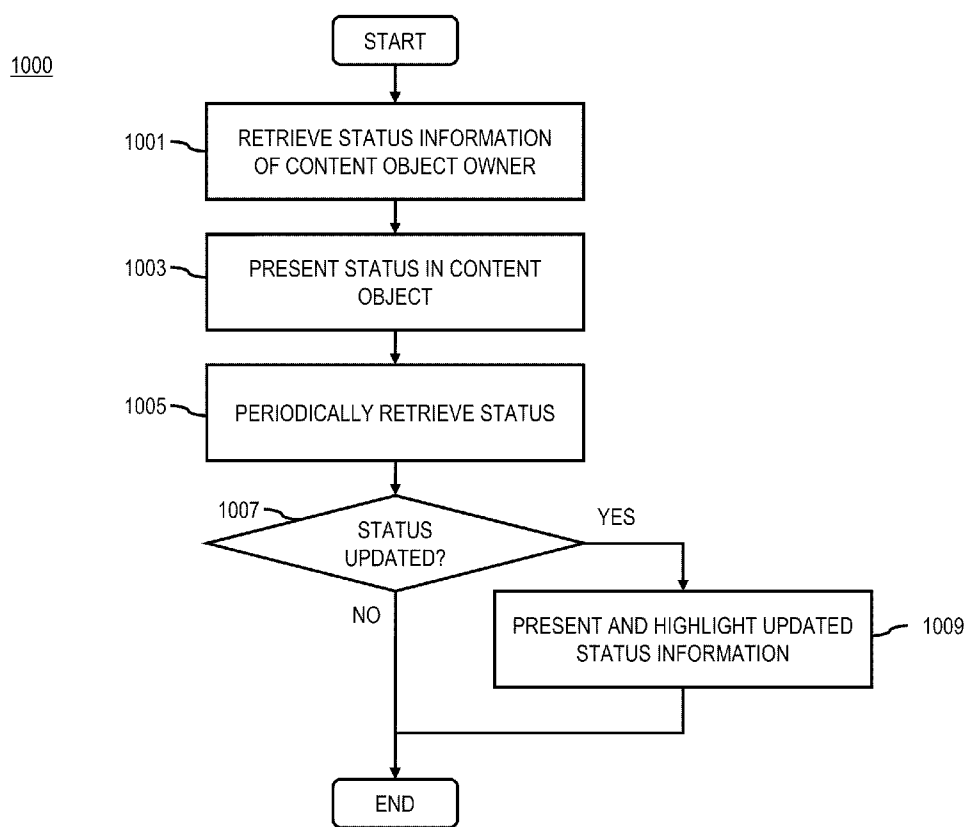 START
1000
1001
RETRIEVE STATUS INFORMATION
OF CONTENT OBJECT OWNER
1003
PRESENT STATUS IN CONTENT
OBJECT
1005
PERIODICALLY RETRIEVE STATUS
1007
STATUS
UPDATED?
YES
NO
PRESENT AND HIGHLIGHT UPDATED
STATUS INFORMATION
1009
END